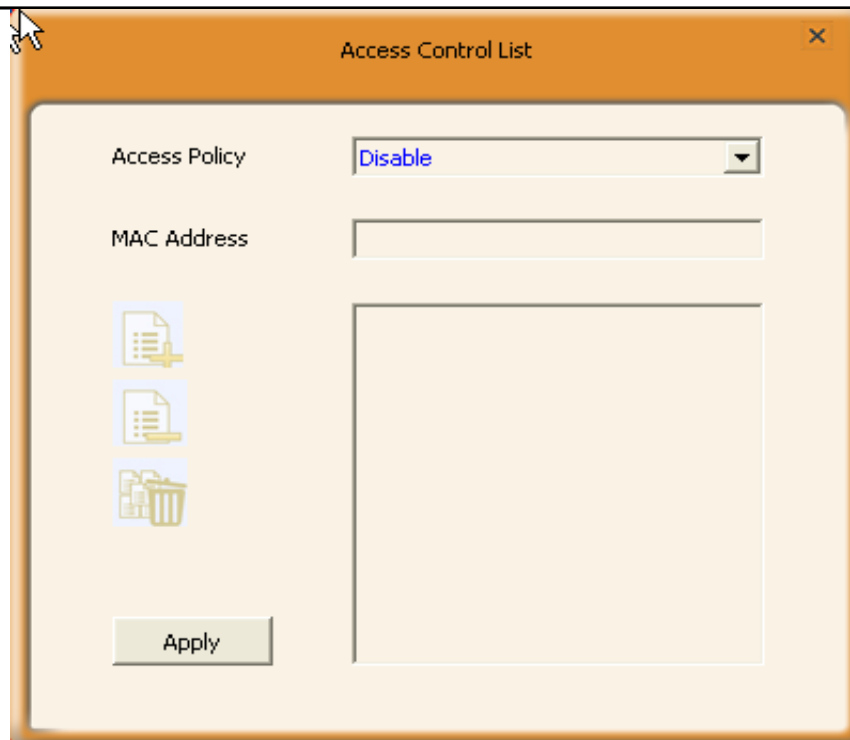 Access Control List
Access Policy
Disable
MAC Address
Apply